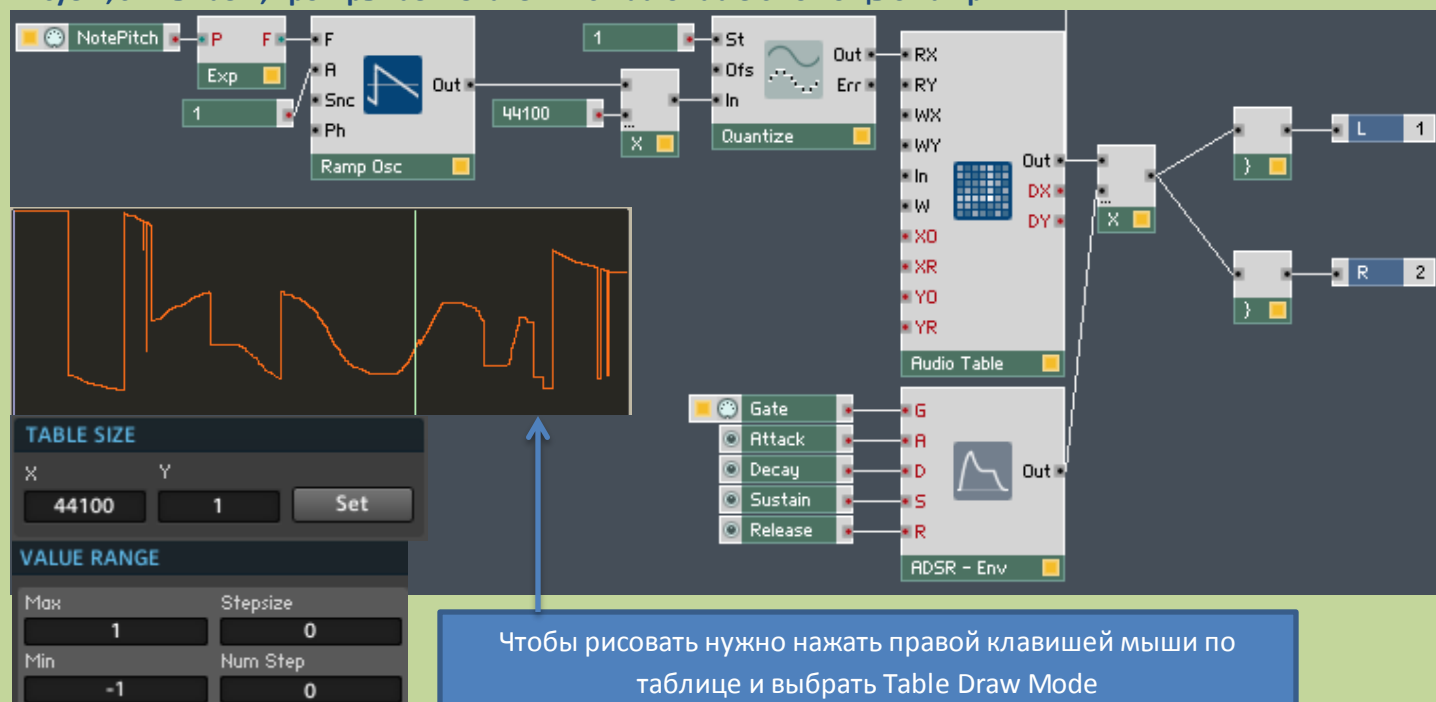 NotePitch
P F
Exp
1
F
A
Snc
Ph
Out
Ramp Osc
44100
...
X
1
St
Ofs
In
Out
Err
Quantize
RX
RY
WX
WY
In
W
XO
XR
YO
YR
Out
DX
DY
Audio Table
...
X
}
L 1
}
R 2
Gate
Attack
Decay
Sustain
Release
G
A
D
S
R
Out
ADSR - Env
TABLE SIZE
X Y
44100 1 Set
VALUE RANGE
Max Stepsize
1 0
Min Num Step
-1 0
Чтобы рисовать нужно нажать правой клавишей мыши по
таблице и выбрать Table Draw Mode